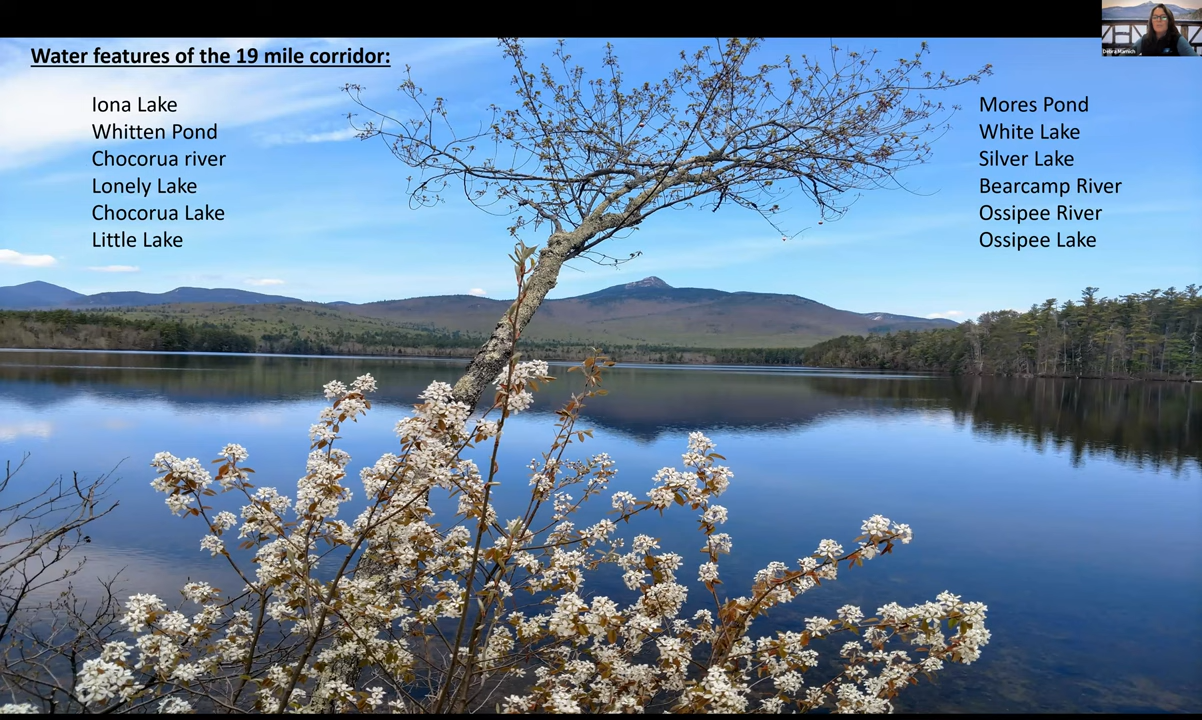 Water features of the 19 mile corridor:
Iona Lake
Whitten Pond
Chocorua river
Lonely Lake
Chocorua Lake
Little Lake
Mores Pond
White Lake
Silver Lake
Bearcamp River
Ossipee River
Ossipee Lake